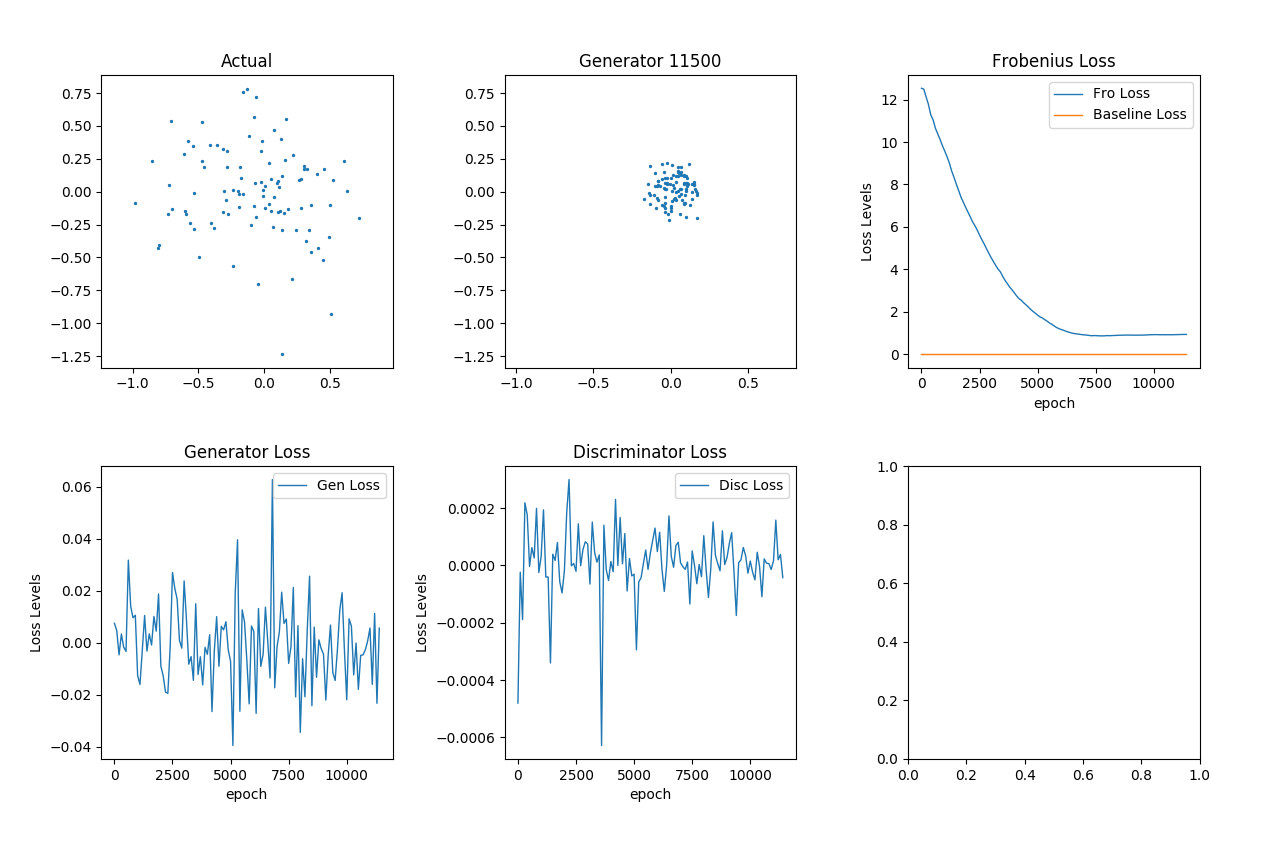 Actual
0.75
0.50
0.25
0.00
−0.25
−0.50
−0.75
−1.00
−1.25
−1.0 −0.5 0.0 0.5
Generator 11500
0.75
0.50
0.25
0.00
−0.25
−0.50
−0.75
−1.00
−1.25
−1.0 −0.5 0.0 0.5
Frobenius Loss
Fro Loss
Baseline Loss
Loss Levels
12
10
8
6
4
2
0
0 2500 5000 7500 10000
epoch
Generator Loss
Gen Loss
Loss Levels
0.06
0.04
0.02
0.00
−0.02
−0.04
0 2500 5000 7500 10000
epoch
Discriminator Loss
Disc Loss
Loss Levels
0.0002
0.0000
−0.0002
−0.0004
−0.0006
0 2500 5000 7500 10000
epoch
1.0
0.8
0.6
0.4
0.2
0.0
0.0 0.2 0.4 0.6 0.8 1.0